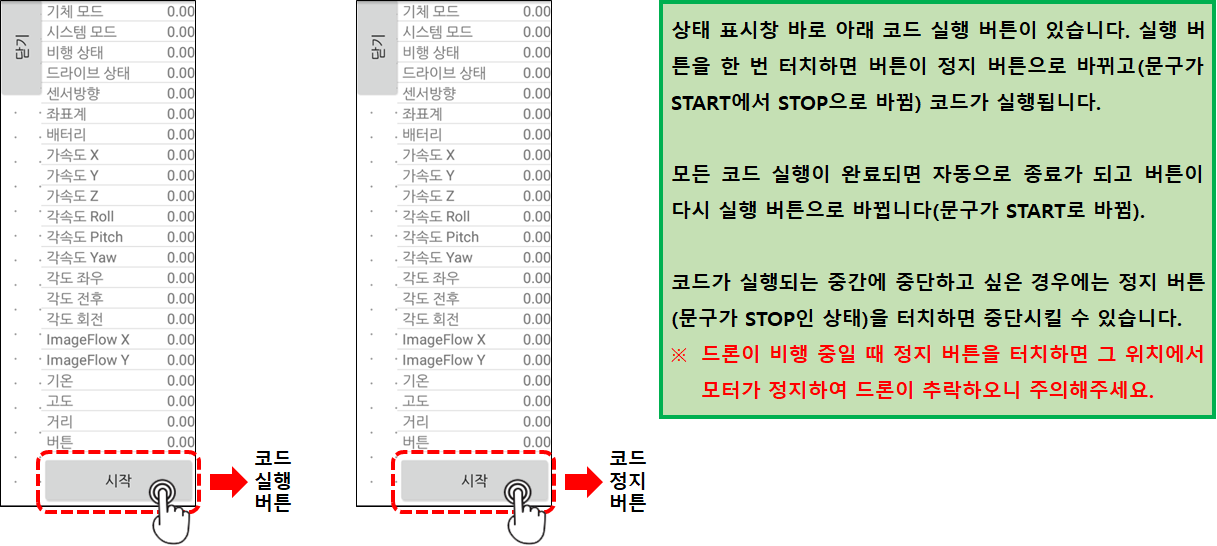 닫기
기체 모드 0.00
시스템 모드 0.00
비행 상태 0.00
드라이브 상태 0.00
센서방향 0.00
좌표계 0.00
배터리 0.00
가속도 X 0.00
가속도 Y 0.00
가속도 Z 0.00
각속도 Roll 0.00
각속도 Pitch 0.00
각속도 Yaw 0.00
각도 좌우 0.00
각도 전후 0.00
각도 회전 0.00
ImageFlow X 0.00
ImageFlow Y 0.00
기온 0.00
고도 0.00
거리 0.00
버튼 0.00
시작
코드
실행
버튼
닫기
기체 모드 0.00
시스템 모드 0.00
비행 상태 0.00
드라이브 상태 0.00
센서방향 0.00
좌표계 0.00
배터리 0.00
가속도 X 0.00
가속도 Y 0.00
가속도 Z 0.00
각속도 Roll 0.00
각속도 Pitch 0.00
각속도 Yaw 0.00
각도 좌우 0.00
각도 전후 0.00
각도 회전 0.00
ImageFlow X 0.00
ImageFlow Y 0.00
기온 0.00
고도 0.00
거리 0.00
버튼 0.00
시작
코드
정지
버튼
상태 표시창 바로 아래 코드 실행 버튼이 있습니다. 실행 버
튼을 한 번 터치하면 버튼이 정지 버튼으로 바뀌고(문구가
START에서 STOP으로 바뀜) 코드가 실행됩니다.
모든 코드 실행이 완료되면 자동으로 종료가 되고 버튼이
다시 실행 버튼으로 바뀝니다(문구가 START로 바뀜).
코드가 실행되는 중간에 중단하고 싶은 경우에는 정지 버튼
(문구가 STOP인 상태)을 터치하면 중단시킬 수 있습니다.
※ 드론이 비행 중일 때 정지 버튼을 터치하면 그 위치에서
모터가 정지하여 드론이 추락하오니 주의해주세요.